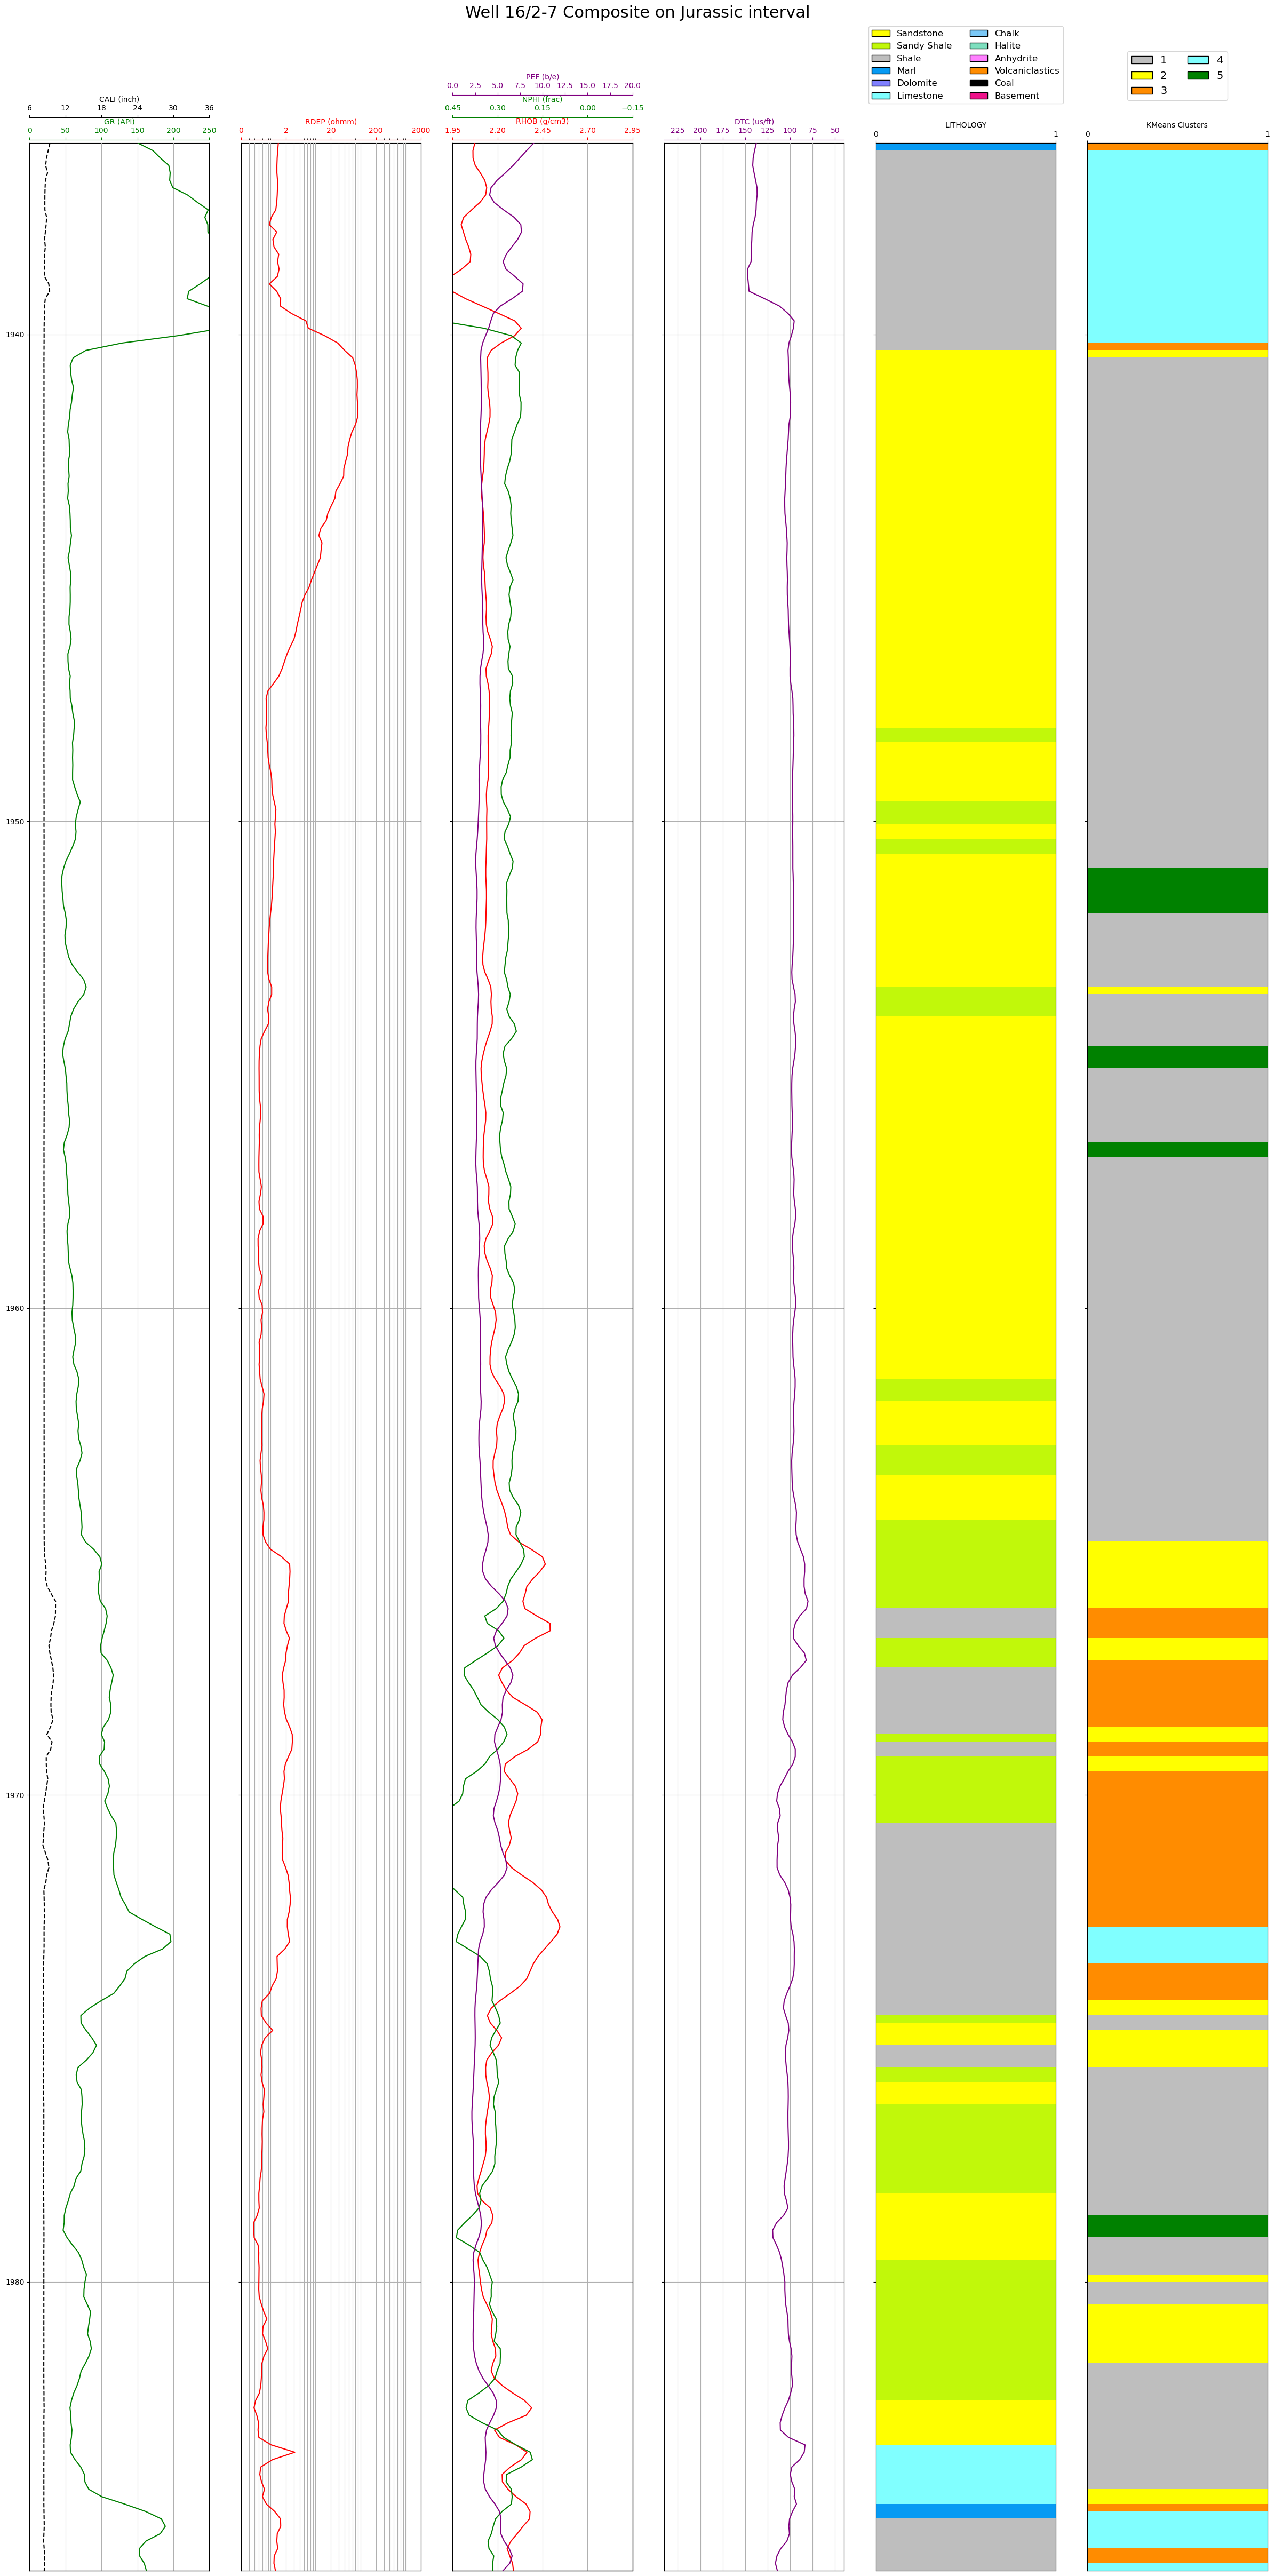 Well 16/2-7 Composite on Jurassic interval
Sandstone Chalk
Sandy Shale Halite
Shale Anhydrite
Marl Volcaniclastics
Dolomite Coal
Limestone Basement
1 4
2 5
3
PEF (b/e)
0.0 2.5 5.0 7.5 10.0 12.5 15.0 17.5 20.0
CALI (inch) NPHI (frac)
6 12 18 24 30 36 0.45 0.30 0.15 0.00 −0.15
GR (API) RDEP (ohmm) RHOB (g/cm3) DTC (us/ft) LITHOLOGY KMeans Clusters
0 50 100 150 200 250 0 2 20 200 2000 1.95 2.20 2.45 2.70 2.95 225 200 175 150 125 100 75 50 0 1 0 1
1940
1950
1960
1970
1980